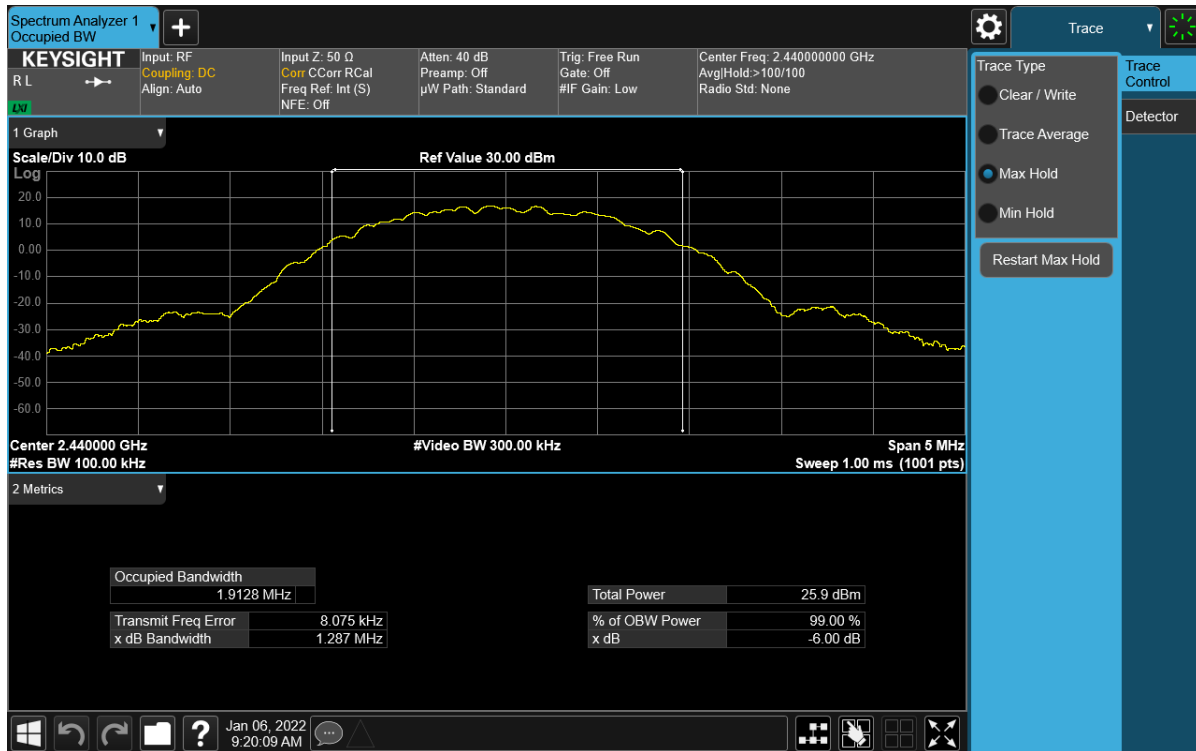 Spectrum Analyzer 1
Occupied BW
Trace
KEYSIGHT
R L
LXI
Input: RF
Coupling: DC
Align: Auto
Input Z: 50 Ω
Corr CCorr RCal
Freq Ref: Int (S)
NFE: Off
Atten: 40 dB
Preamp: Off
µW Path: Standard
Trig: Free Run
Gate: Off
#IF Gain: Low
Center Freq: 2.440000000 GHz
Avg|Hold:>100/100
Radio Std: None
Trace Type
Clear / Write
Trace Average
Max Hold
Min Hold
Restart Max Hold
Trace
Control
Detector
1 Graph
Scale/Div 10.0 dB
Ref Value 30.00 dBm
Log
20.0
10.0
0.00
-10.0
-20.0
-30.0
-40.0
-50.0
-60.0
Center 2.440000 GHz
#Video BW 300.00 kHz
Span 5 MHz
#Res BW 100.00 kHz
Sweep 1.00 ms (1001 pts)
2 Metrics
Occupied Bandwidth
1.9128 MHz
Total Power 25.9 dBm
Transmit Freq Error 8.075 kHz
% of OBW Power 99.00 %
x dB Bandwidth 1.287 MHz
x dB -6.00 dB
?
Jan 06, 2022
9:20:09 AM